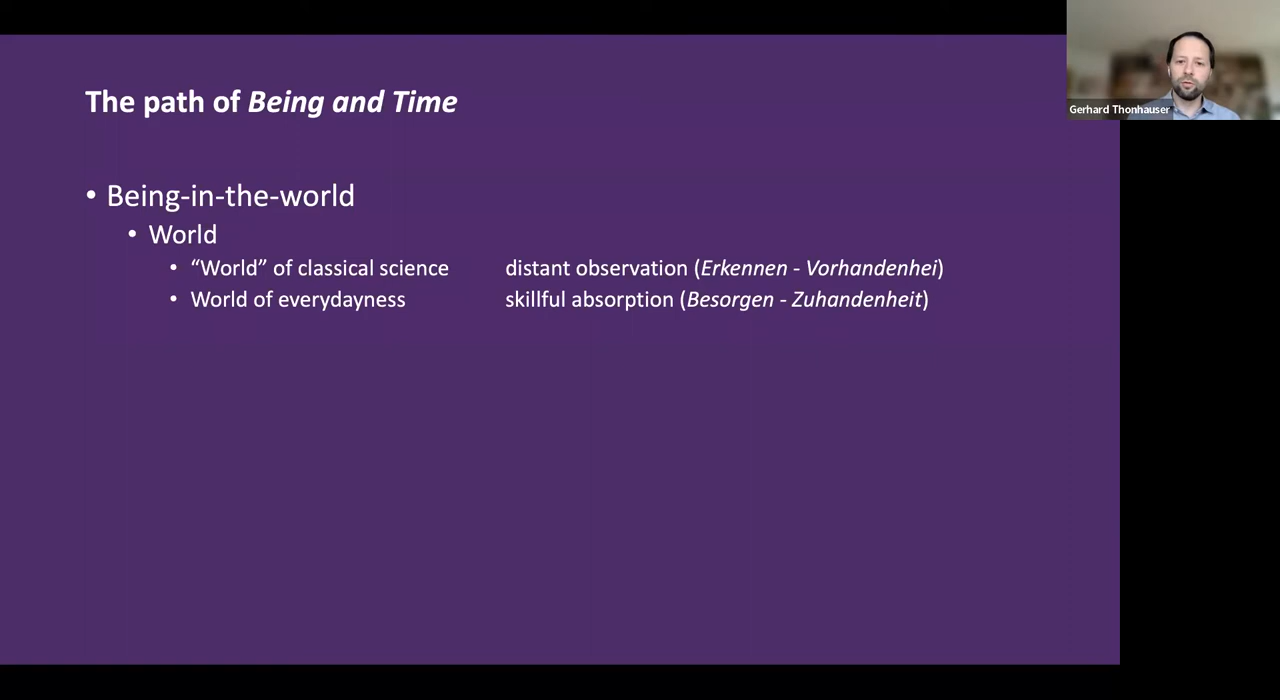 The path of Being and Time
Gerhard Thonhauser
• Being-in-the-world
• World
• “World” of classical science distant observation (Erkennen - Vorhandenhei)
• World of everydayness skillful absorption (Besorgen - Zuhandenheit)